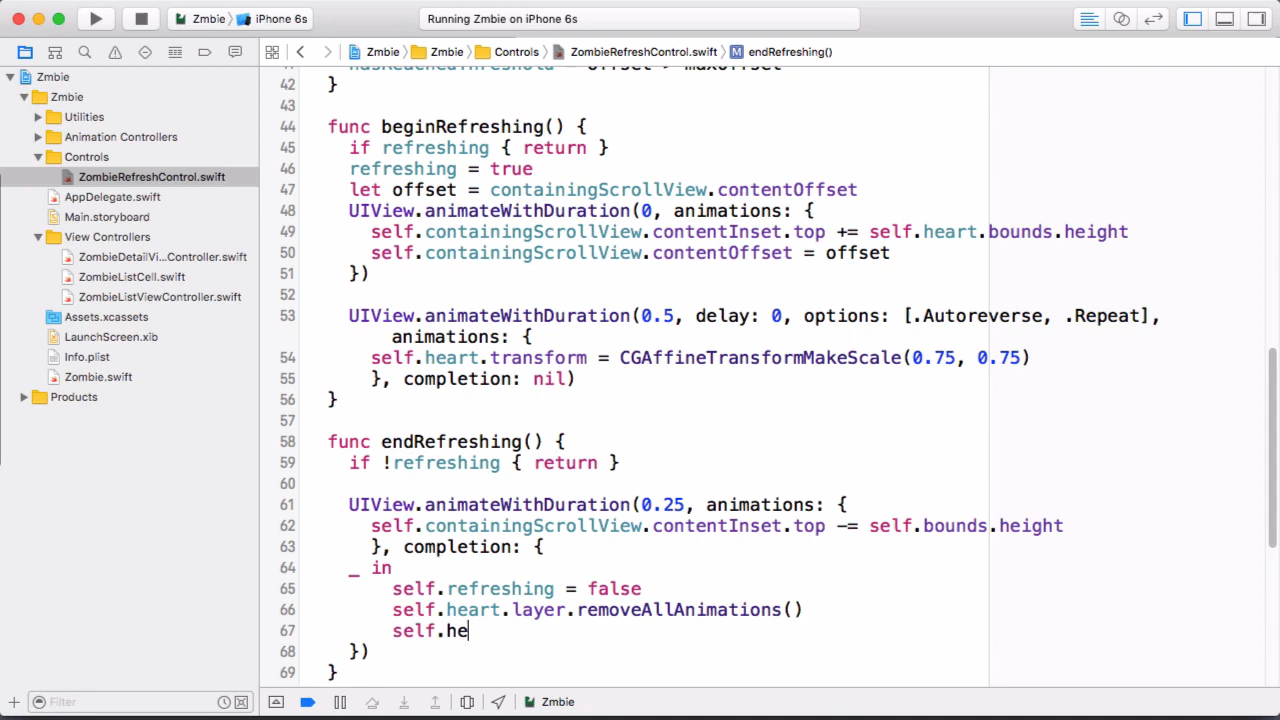 Zmbie
iPhone 6s
Running Zmbie on iPhone 6s
Zmbie
Zmbie
Controls
ZombieRefreshControl.swift
M
endRefreshing()
Zmbie
Zmbie
Utilities
Animation Controllers
Controls
ZombieRefreshControl.swift
AppDelegate.swift
Main.storyboard
View Controllers
ZombieDetailVi...Controller.swift
ZombieListCell.swift
ZombieListViewController.swift
Assets.xcassets
LaunchScreen.xib
Info.plist
Zombie.swift
Products
Filter
hasReachedThreshold = offset > maxOffset
42 }
43
44 func beginRefreshing() {
45 if refreshing { return }
46 refreshing = true
47 let offset = containingScrollView.contentOffset
48 UIView.animateWithDuration(0, animations: {
49 self.containingScrollView.contentInset.top += self.heart.bounds.height
50 self.containingScrollView.contentOffset = offset
51 })
52
53 UIView.animateWithDuration(0.5, delay: 0, options: [.Autoreverse, .Repeat],
animations: {
54 self.heart.transform = CGAffineTransformMakeScale(0.75, 0.75)
55 }, completion: nil)
56 }
57
58 func endRefreshing() {
59 if !refreshing { return }
60
61 UIView.animateWithDuration(0.25, animations: {
62 self.containingScrollView.contentInset.top -= self.bounds.height
63 }, completion: {
64 _ in
65 self.refreshing = false
66 self.heart.layer.removeAllAnimations()
67 self.he
68 })
69 }
Zmbie